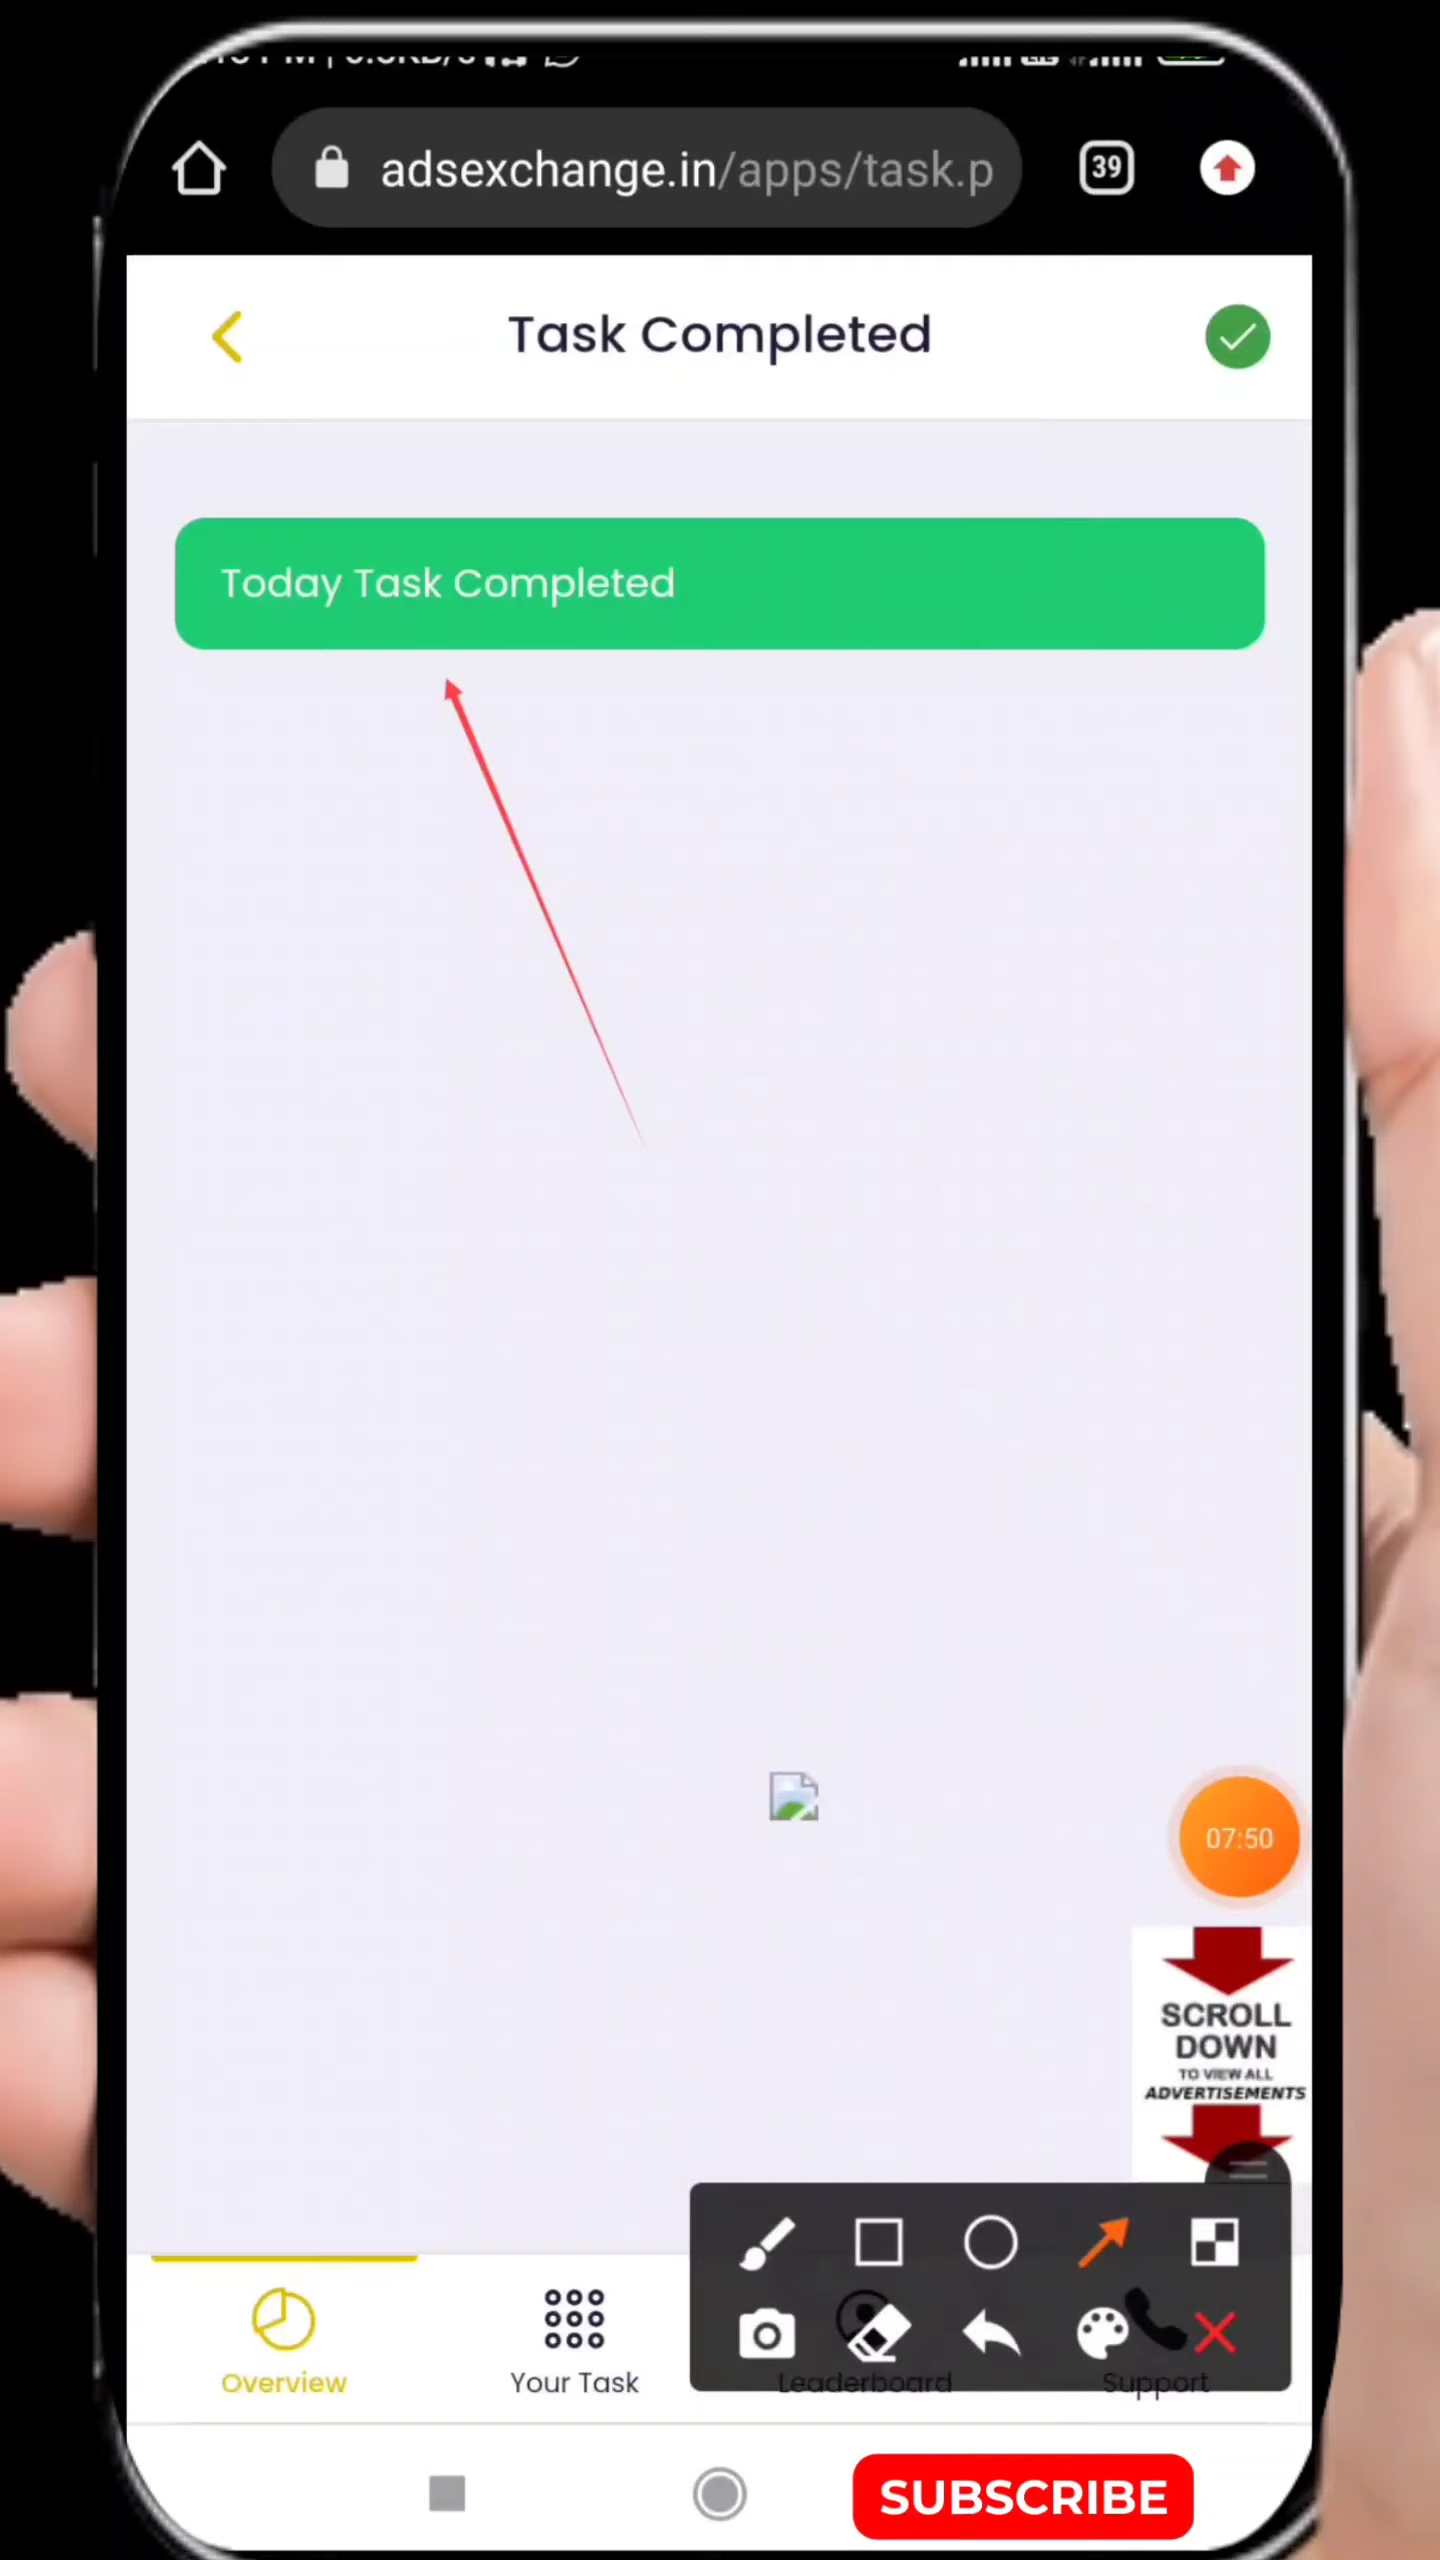 adsexchange.in/apps/task.p
39
Task Completed
Today Task Completed
07:50
SCROLL
DOWN
TO VIEW ALL
ADVERTISEMENTS
Overview
Your Task
Leaderboard
Support
SUBSCRIBE